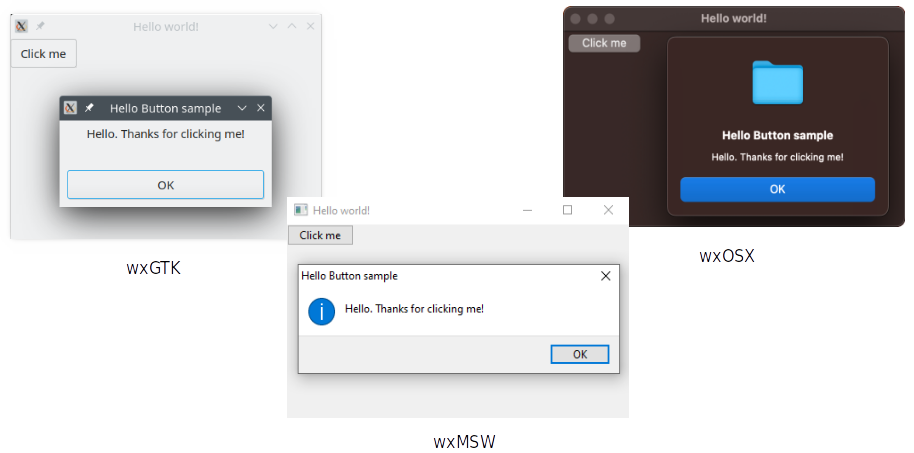 Hello world!
Click me
Hello Button sample
Hello. Thanks for clicking me!
OK
wxGTK
Hello world!
Click me
Hello Button sample
Hello. Thanks for clicking me!
OK
wxOSX
Hello world!
Click me
Hello Button sample
Hello. Thanks for clicking me!
OK
wxMSW